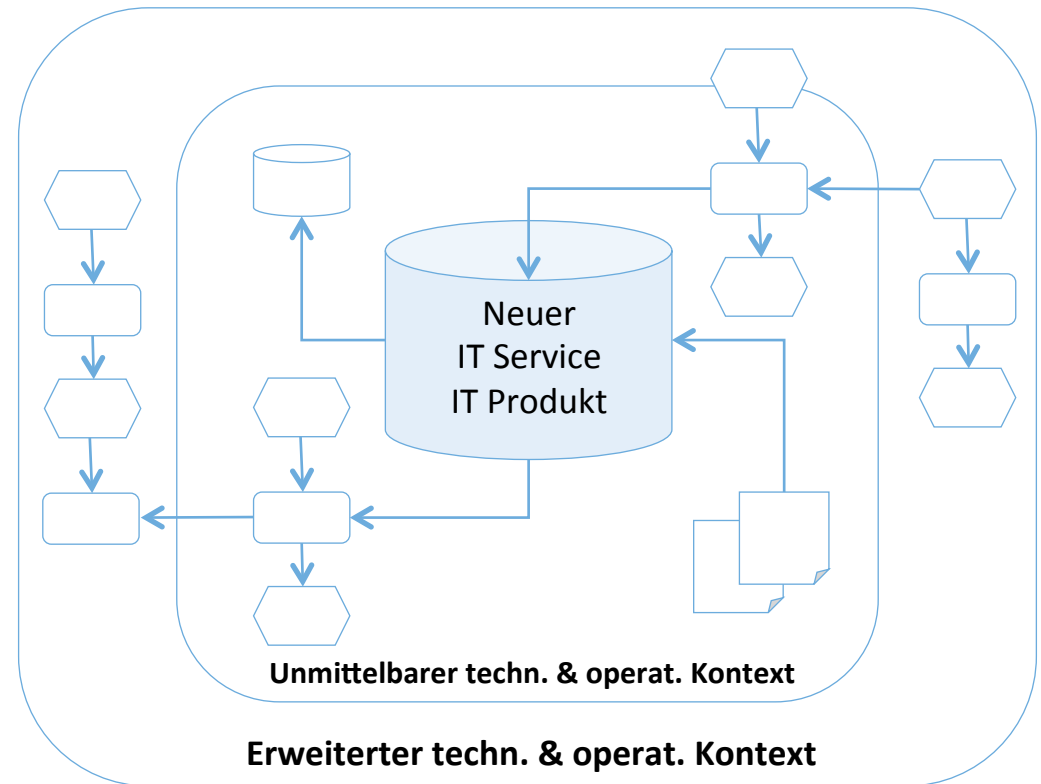 Neuer
IT Service
IT Produkt
Unmittelbarer techn. & operat. Kontext
Erweiterter techn. & operat. Kontext